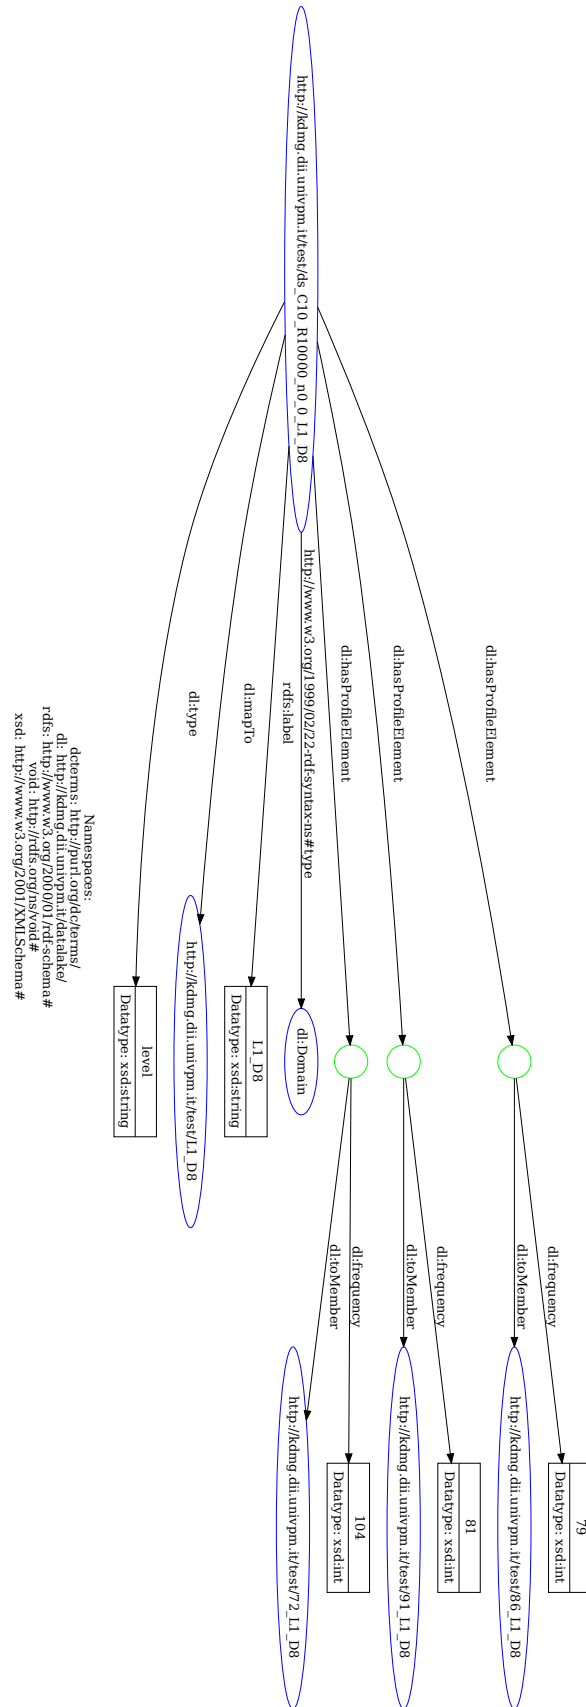 http://kdmg.dii.univpm.it/test/ds_C10_R10000_n0_0_L1_D8
dl:hasProfileElement
dl:hasProfileElement
dl:hasProfileElement
http://www.w3.org/1999/02/22-rdf-syntax-ns#type
rdfs:label
dl:mapTo
dl:type
dl:Domain
L1_D8
Datatype: xsd:string
http://kdmg.dii.univpm.it/test/L1_D8
level
Datatype: xsd:string
dl:frequency
dl:toMember
dl:frequency
dl:toMember
dl:frequency
dl:toMember
79
Datatype: xsd:int
http://kdmg.dii.univpm.it/test/86_L1_D8
81
Datatype: xsd:int
http://kdmg.dii.univpm.it/test/91_L1_D8
104
Datatype: xsd:int
http://kdmg.dii.univpm.it/test/72_L1_D8
Namespaces:
dcterms: http://purl.org/dc/terms/
dl: http://kdmg.dii.univpm.it/datalake/
rdfs: http://www.w3.org/2000/01/rdf-schema#
void: http://rdfs.org/ns/void#
xsd: http://www.w3.org/2001/XMLSchema#